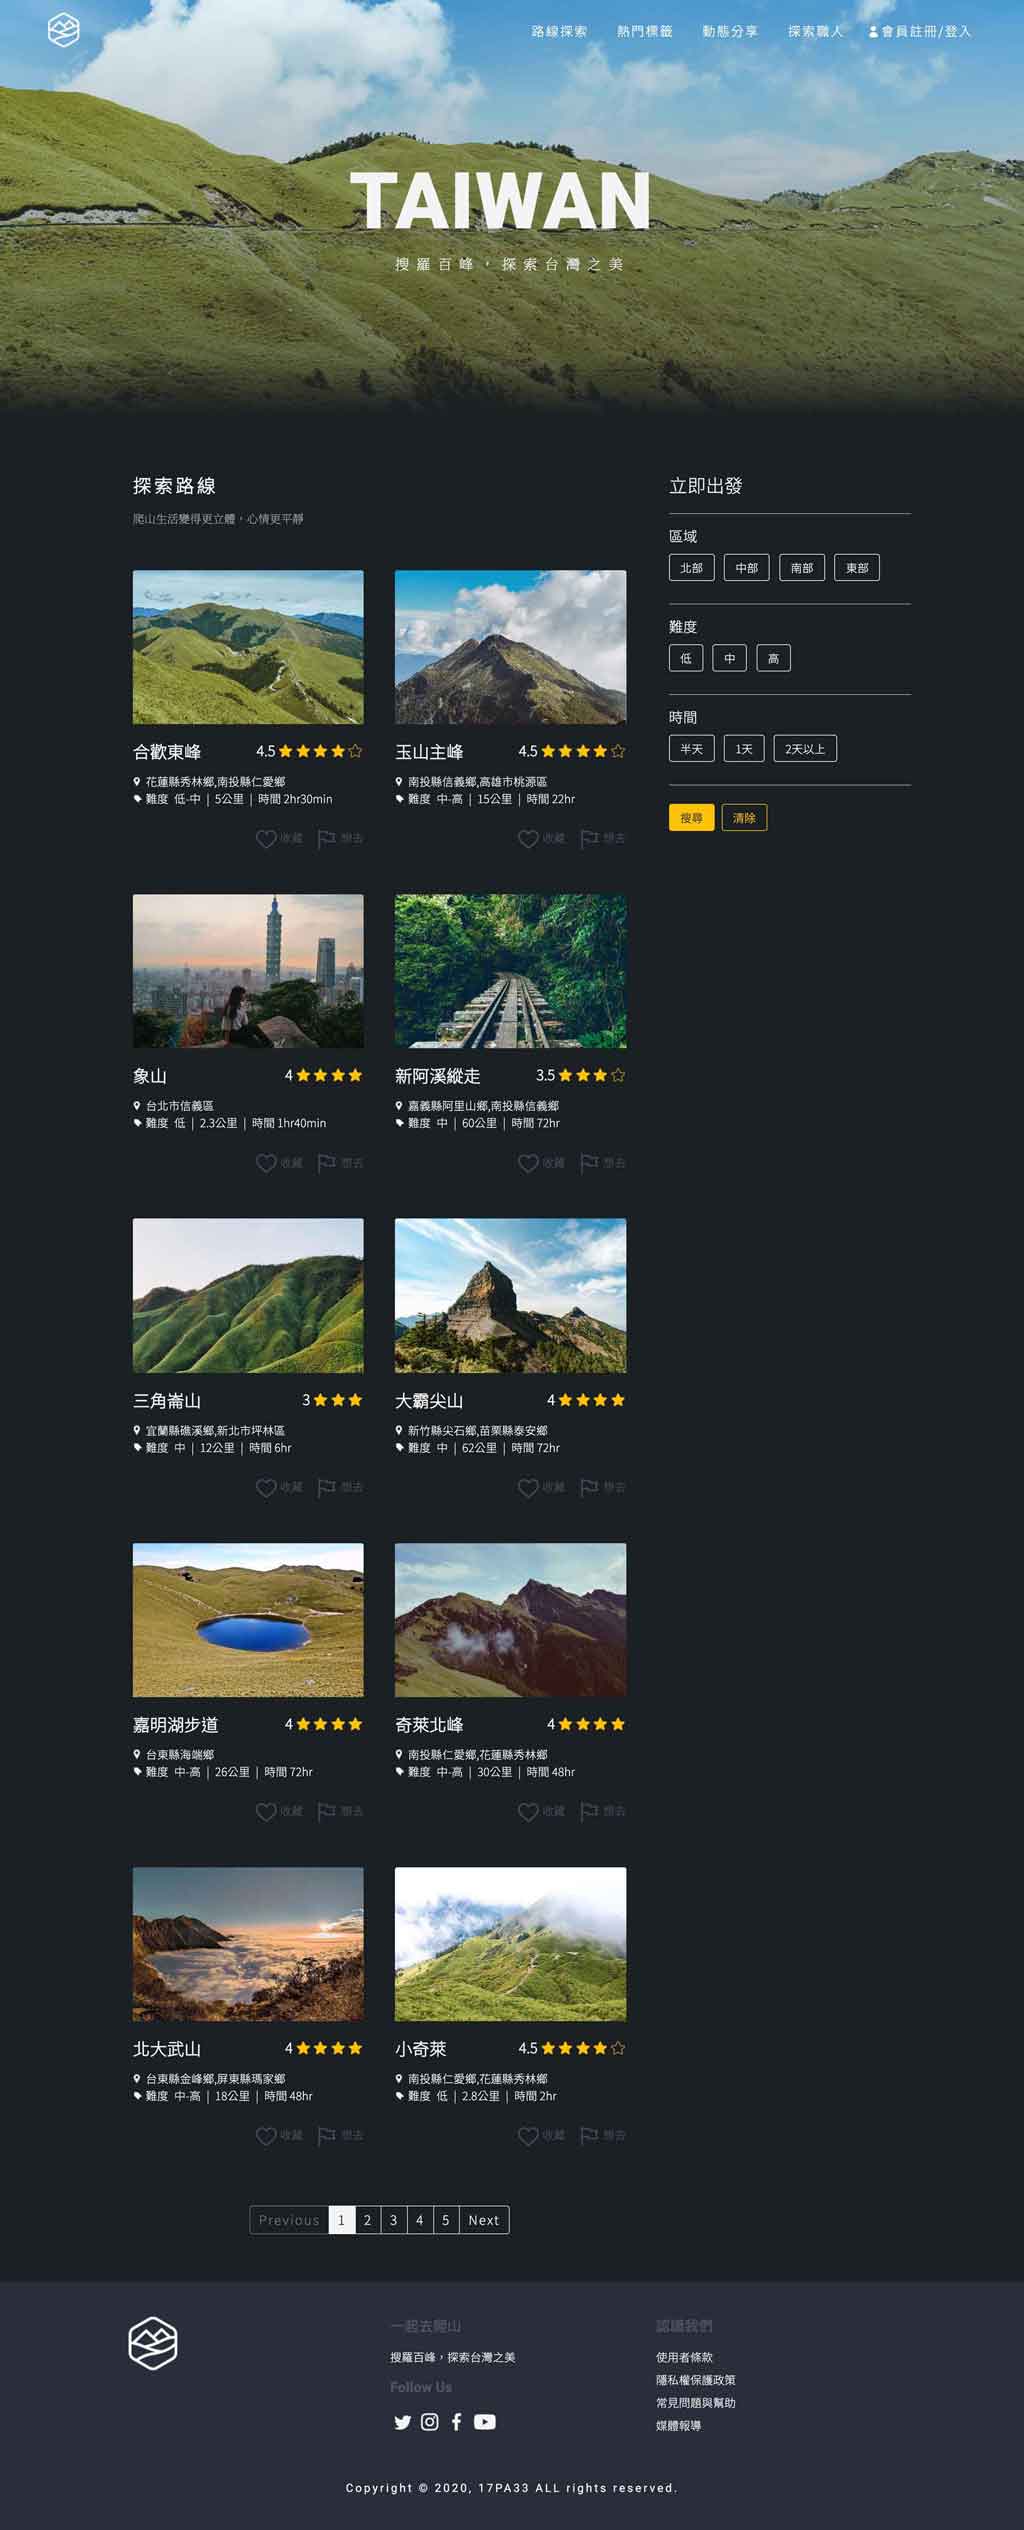 路線探索 熱門標籤 動態分享 探索職人 會員註冊/登入
TAIWAN
搜羅百峰，探索台灣之美
探索路線
爬山生活變得更立體，心情更平靜
立即出發
區域
北部 中部 南部 東部
難度
低 中 高
時間
半天 1天 2天以上
搜尋 清除
合歡東峰 4.5
花蓮縣秀林鄉,南投縣仁愛鄉
難度 低-中 | 5公里 | 時間 2hr30min
收藏 想去
玉山主峰 4.5
南投縣信義鄉,高雄市桃源區
難度 中-高 | 15公里 | 時間 22hr
收藏 想去
象山 4
台北市信義區
難度 低 | 2.3公里 | 時間 1hr40min
收藏 想去
新阿溪縱走 3.5
嘉義縣阿里山鄉,南投縣信義鄉
難度 中 | 60公里 | 時間 72hr
收藏 想去
三角崙山 3
宜蘭縣礁溪鄉,新北市坪林區
難度 中 | 12公里 | 時間 6hr
收藏 想去
大霸尖山 4
新竹縣尖石鄉,苗栗縣泰安鄉
難度 中 | 62公里 | 時間 72hr
收藏 想去
嘉明湖步道 4
台東縣海端鄉
難度 中-高 | 26公里 | 時間 72hr
收藏 想去
奇萊北峰 4
南投縣仁愛鄉,花蓮縣秀林鄉
難度 中-高 | 30公里 | 時間 48hr
收藏 想去
北大武山 4
台東縣金峰鄉,屏東縣瑪家鄉
難度 中-高 | 18公里 | 時間 48hr
收藏 想去
小奇萊 4.5
南投縣仁愛鄉,花蓮縣秀林鄉
難度 低 | 2.8公里 | 時間 2hr
收藏 想去
Previous 1 2 3 4 5 Next
一起去爬山
搜羅百峰，探索台灣之美
Follow Us
認識我們
使用者條款
隱私權保護政策
常見問題與幫助
媒體報導
Copyright © 2020, 17PA33 ALL rights reserved.